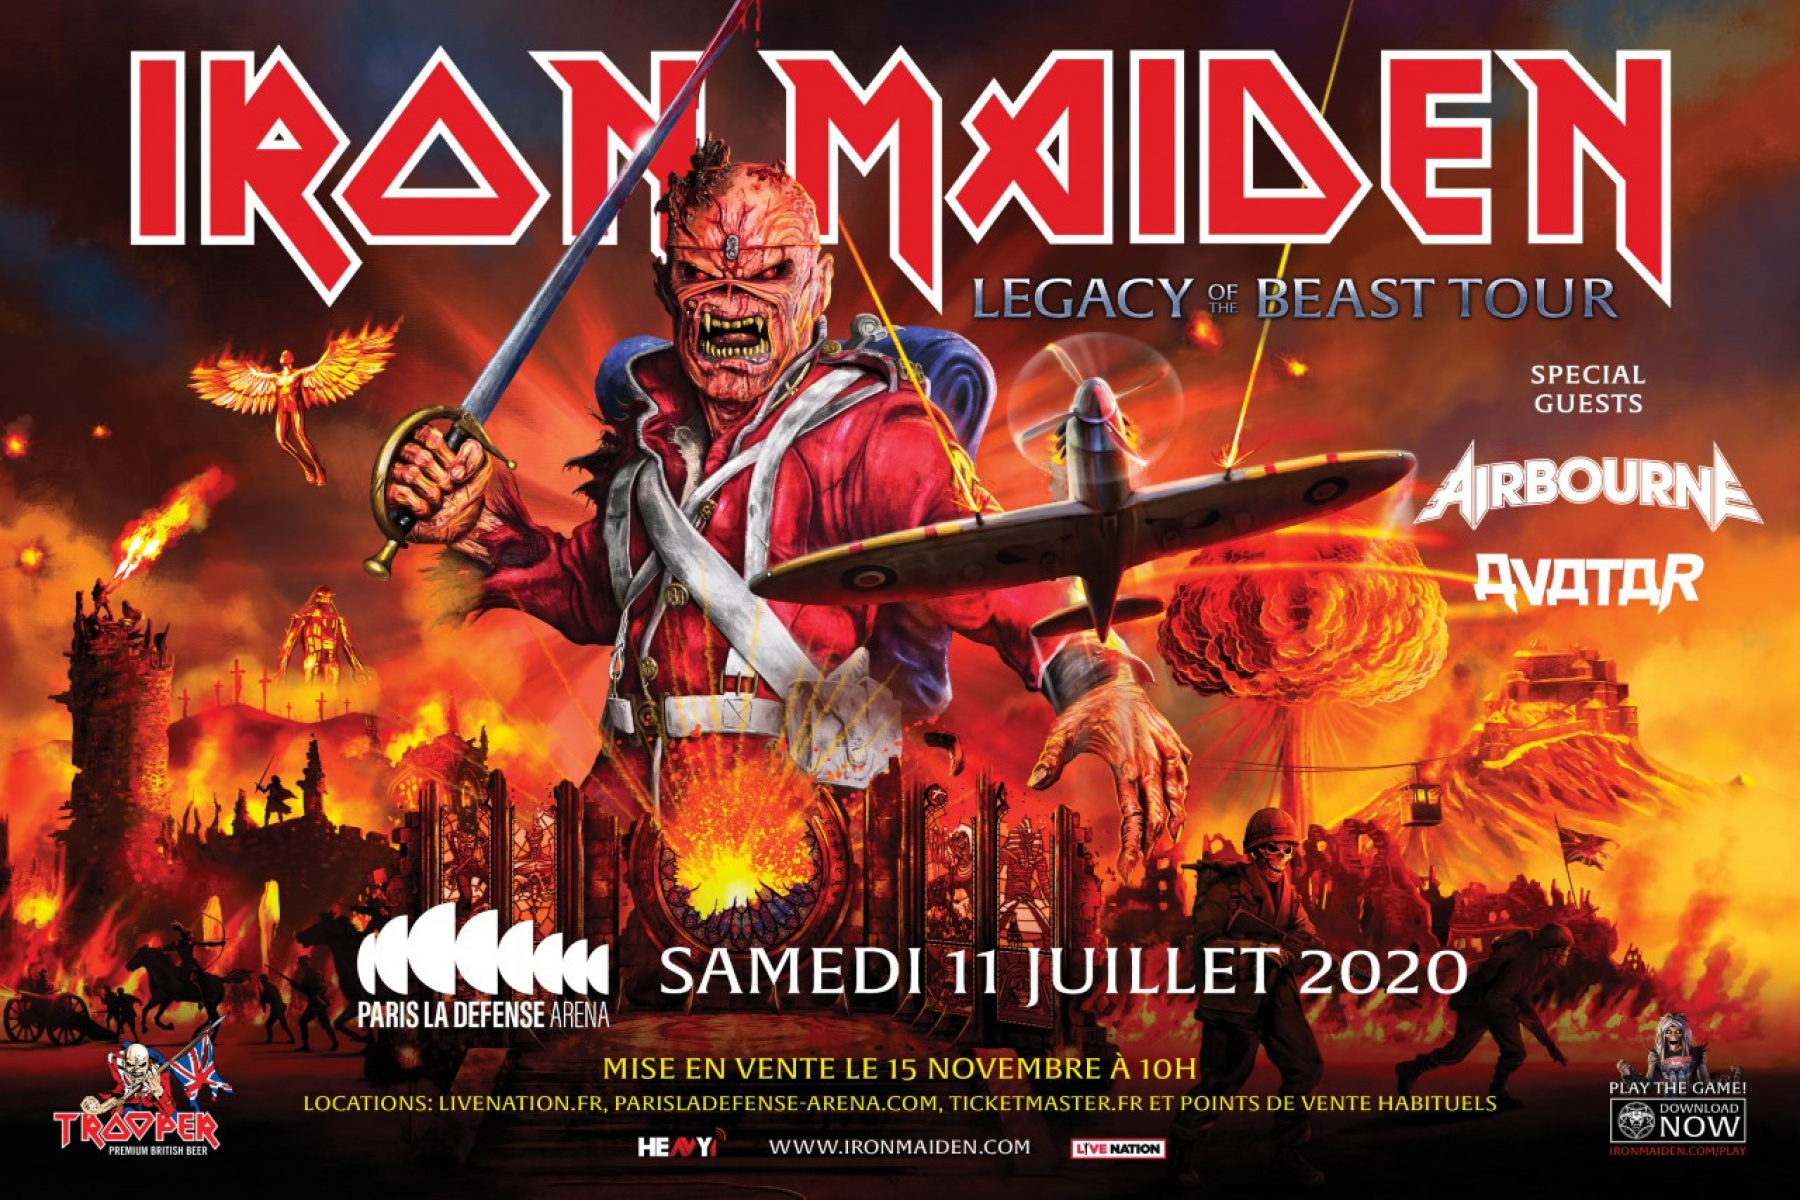 IRON MAIDEN
LEGACY OF THE BEAST TOUR
SPECIAL
GUESTS
AIRBOURNE
AVATAR
PARIS LA DEFENSE ARENA
SAMEDI 11 JUILLET 2020
MISE EN VENTE LE 15 NOVEMBRE À 10H
LOCATIONS: LIVENATION.FR, PARISLADEFENSE-ARENA.COM, TICKETMASTER.FR ET POINTS DE VENTE HABITUELS
TROOPER
PREMIUM BRITISH BEER
HEAVY
WWW.IRONMAIDEN.COM
LIVE NATION
PLAY THE GAME!
DOWNLOAD
NOW
IRONMAIDEN.COM/PLAY